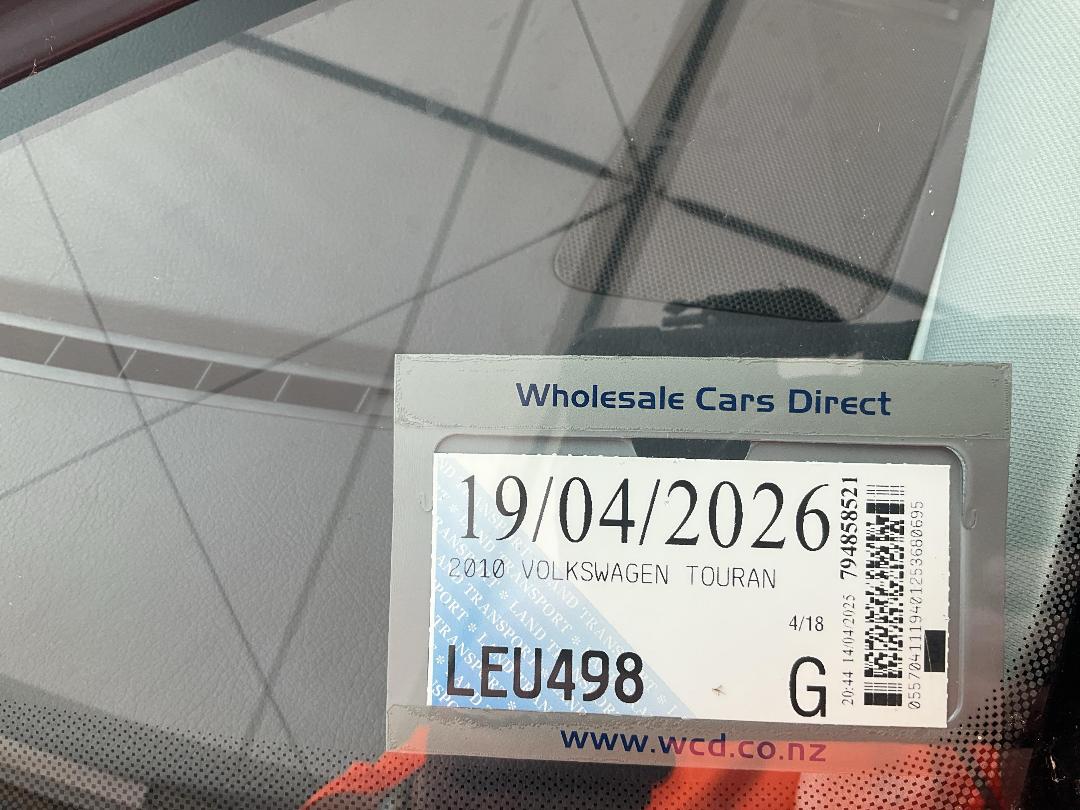 Wholesale Cars Direct
19/04/2026
2010 VOLKSWAGEN TOURAN
4/18
LEU498
G
20:44 14/04/2025 794858521
0557041119401253680695
www.wcd.co.nz